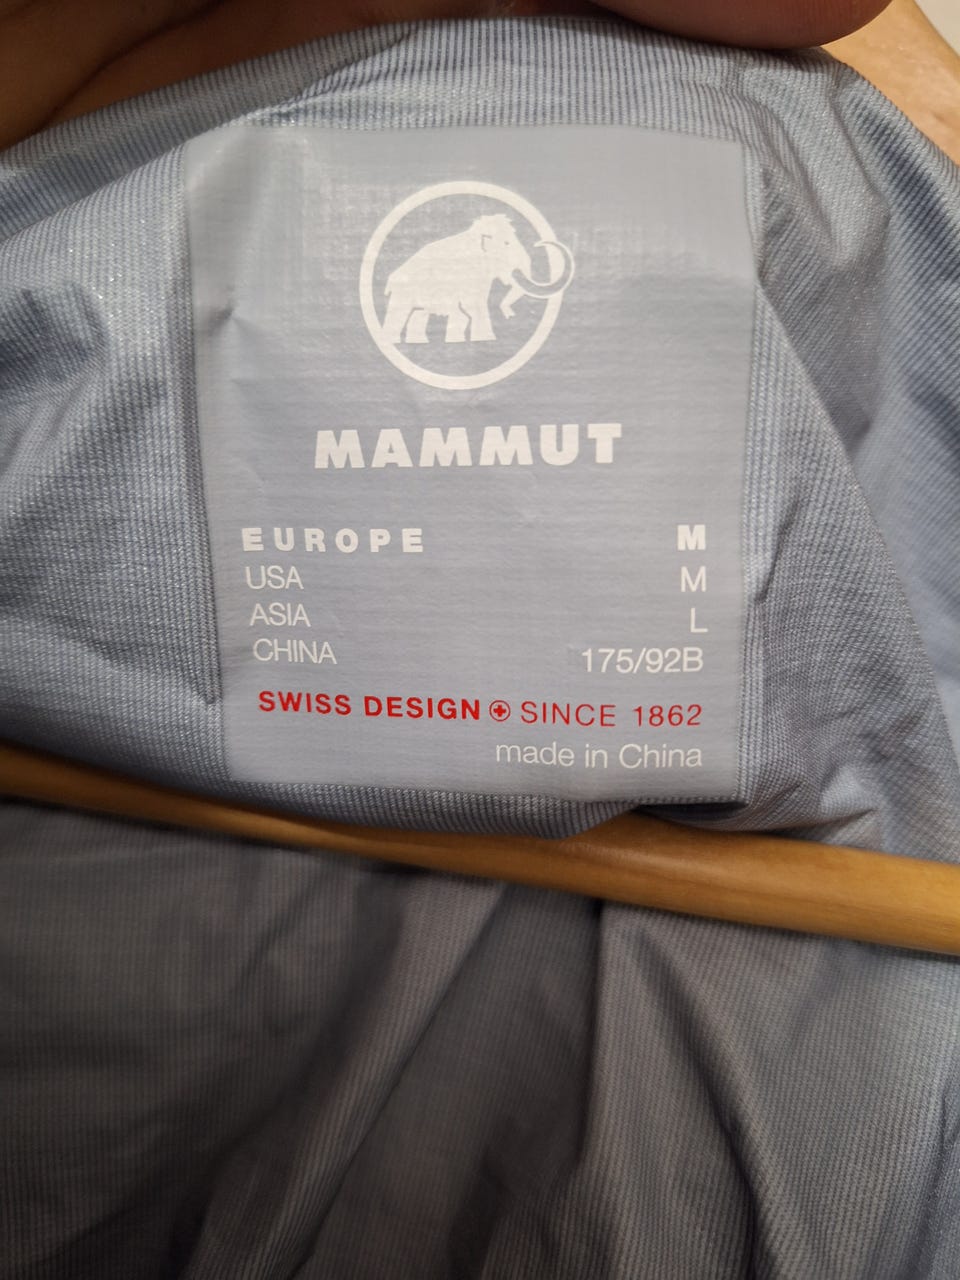 MAMMUT
EUROPE M
USA M
ASIA L
CHINA 175/92B
SWISS DESIGN SINCE 1862
made in China